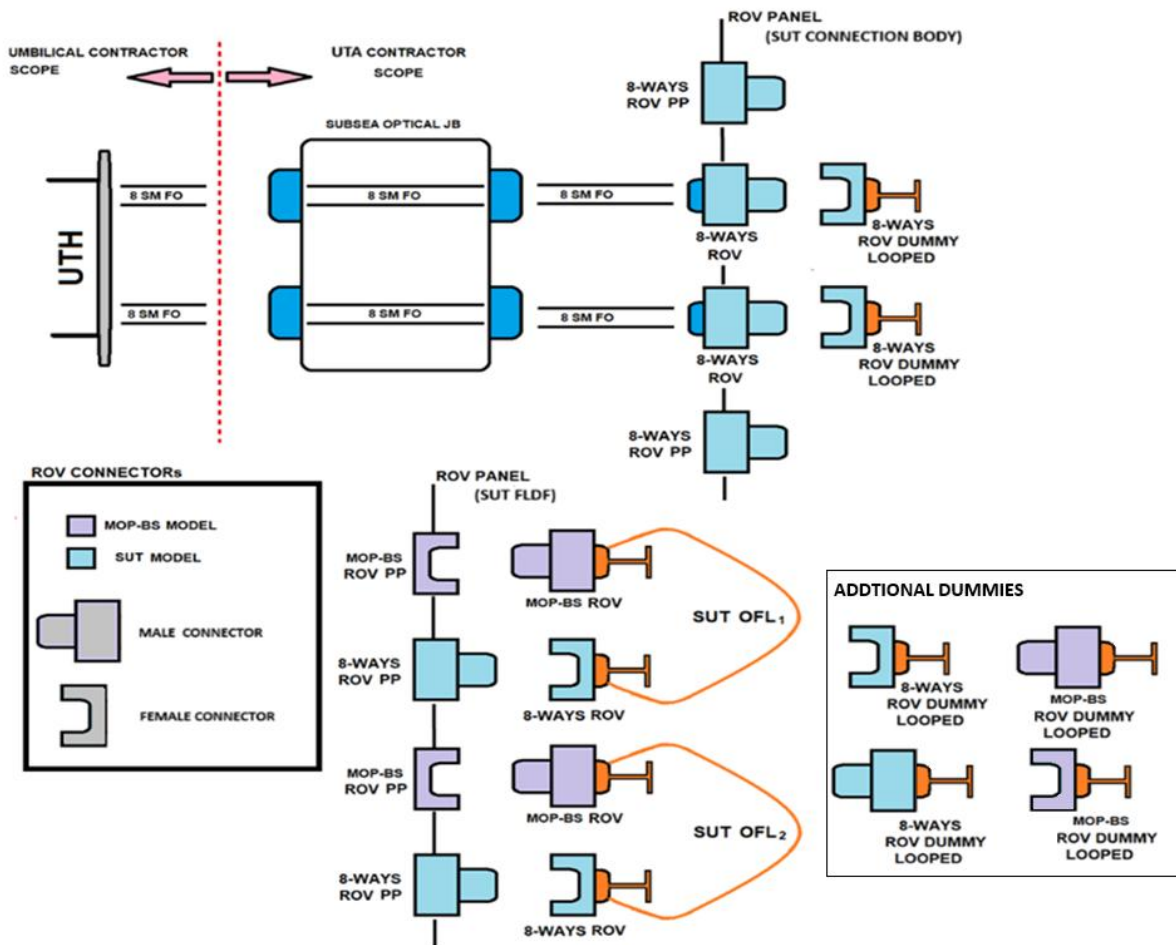 UMBILICAL CONTRACTOR
SCOPE
UTA CONTRACTOR
SCOPE
ROV PANEL
(SUT CONNECTION BODY)
8-WAYS
ROV PP
SUBSEA OPTICAL JB
UTH
8 SM FO
8 SM FO
8 SM FO
8-WAYS
ROV
8-WAYS
ROV DUMMY
LOOPED
8 SM FO
8 SM FO
8 SM FO
8-WAYS
ROV
8-WAYS
ROV DUMMY
LOOPED
8-WAYS
ROV PP
ROV CONNECTORs
MOP-BS MODEL
SUT MODEL
MALE CONNECTOR
FEMALE CONNECTOR
ROV PANEL
(SUT FLDF)
MOP-BS
ROV PP
MOP-BS ROV
SUT OFL1
8-WAYS
ROV PP
8-WAYS ROV
MOP-BS
ROV PP
MOP-BS ROV
SUT OFL2
8-WAYS
ROV PP
8-WAYS ROV
ADDTIONAL DUMMIES
8-WAYS
ROV DUMMY
LOOPED
MOP-BS
ROV DUMMY
LOOPED
8-WAYS
ROV DUMMY
LOOPED
MOP-BS
ROV DUMMY
LOOPED